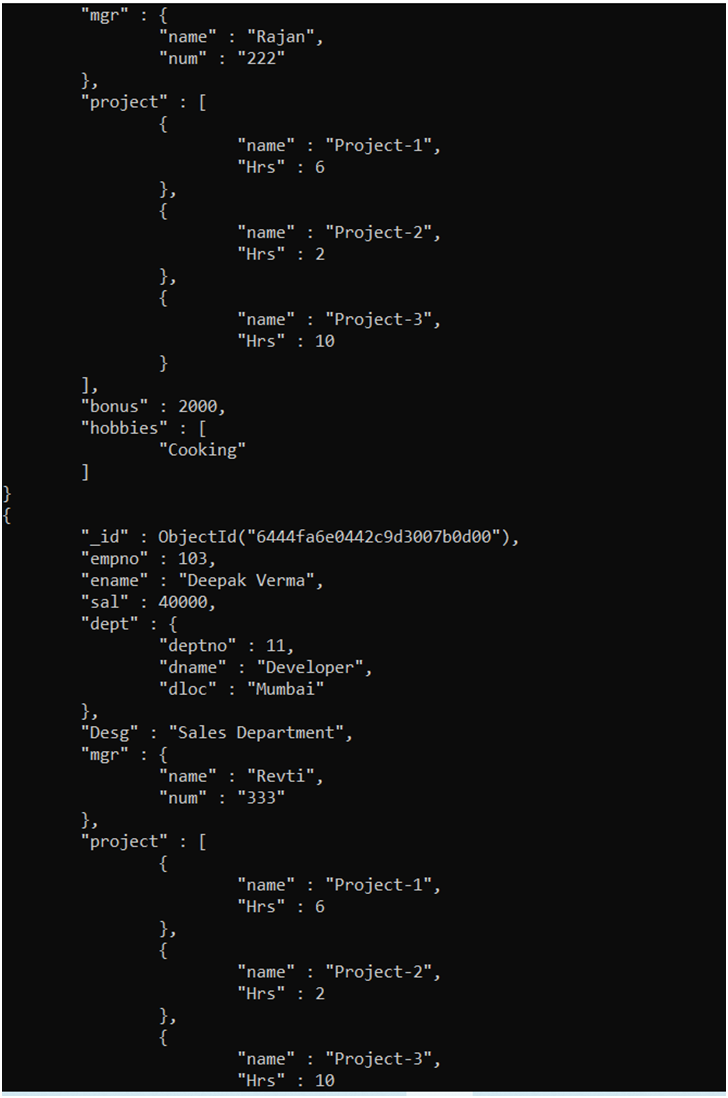 "mgr" : {
"name" : "Rajan",
"num" : "222"
},
"project" : [
{
"name" : "Project-1",
"Hrs" : 6
},
{
"name" : "Project-2",
"Hrs" : 2
},
{
"name" : "Project-3",
"Hrs" : 10
}
],
"bonus" : 2000,
"hobbies" : [
"Cooking"
]
}
{
"_id" : ObjectId("6444fa6e0442c9d3007b0d00"),
"empno" : 103,
"ename" : "Deepak Verma",
"sal" : 40000,
"dept" : {
"deptno" : 11,
"dname" : "Developer",
"dloc" : "Mumbai"
},
"Desg" : "Sales Department",
"mgr" : {
"name" : "Revti",
"num" : "333"
},
"project" : [
{
"name" : "Project-1",
"Hrs" : 6
},
{
"name" : "Project-2",
"Hrs" : 2
},
{
"name" : "Project-3",
"Hrs" : 10